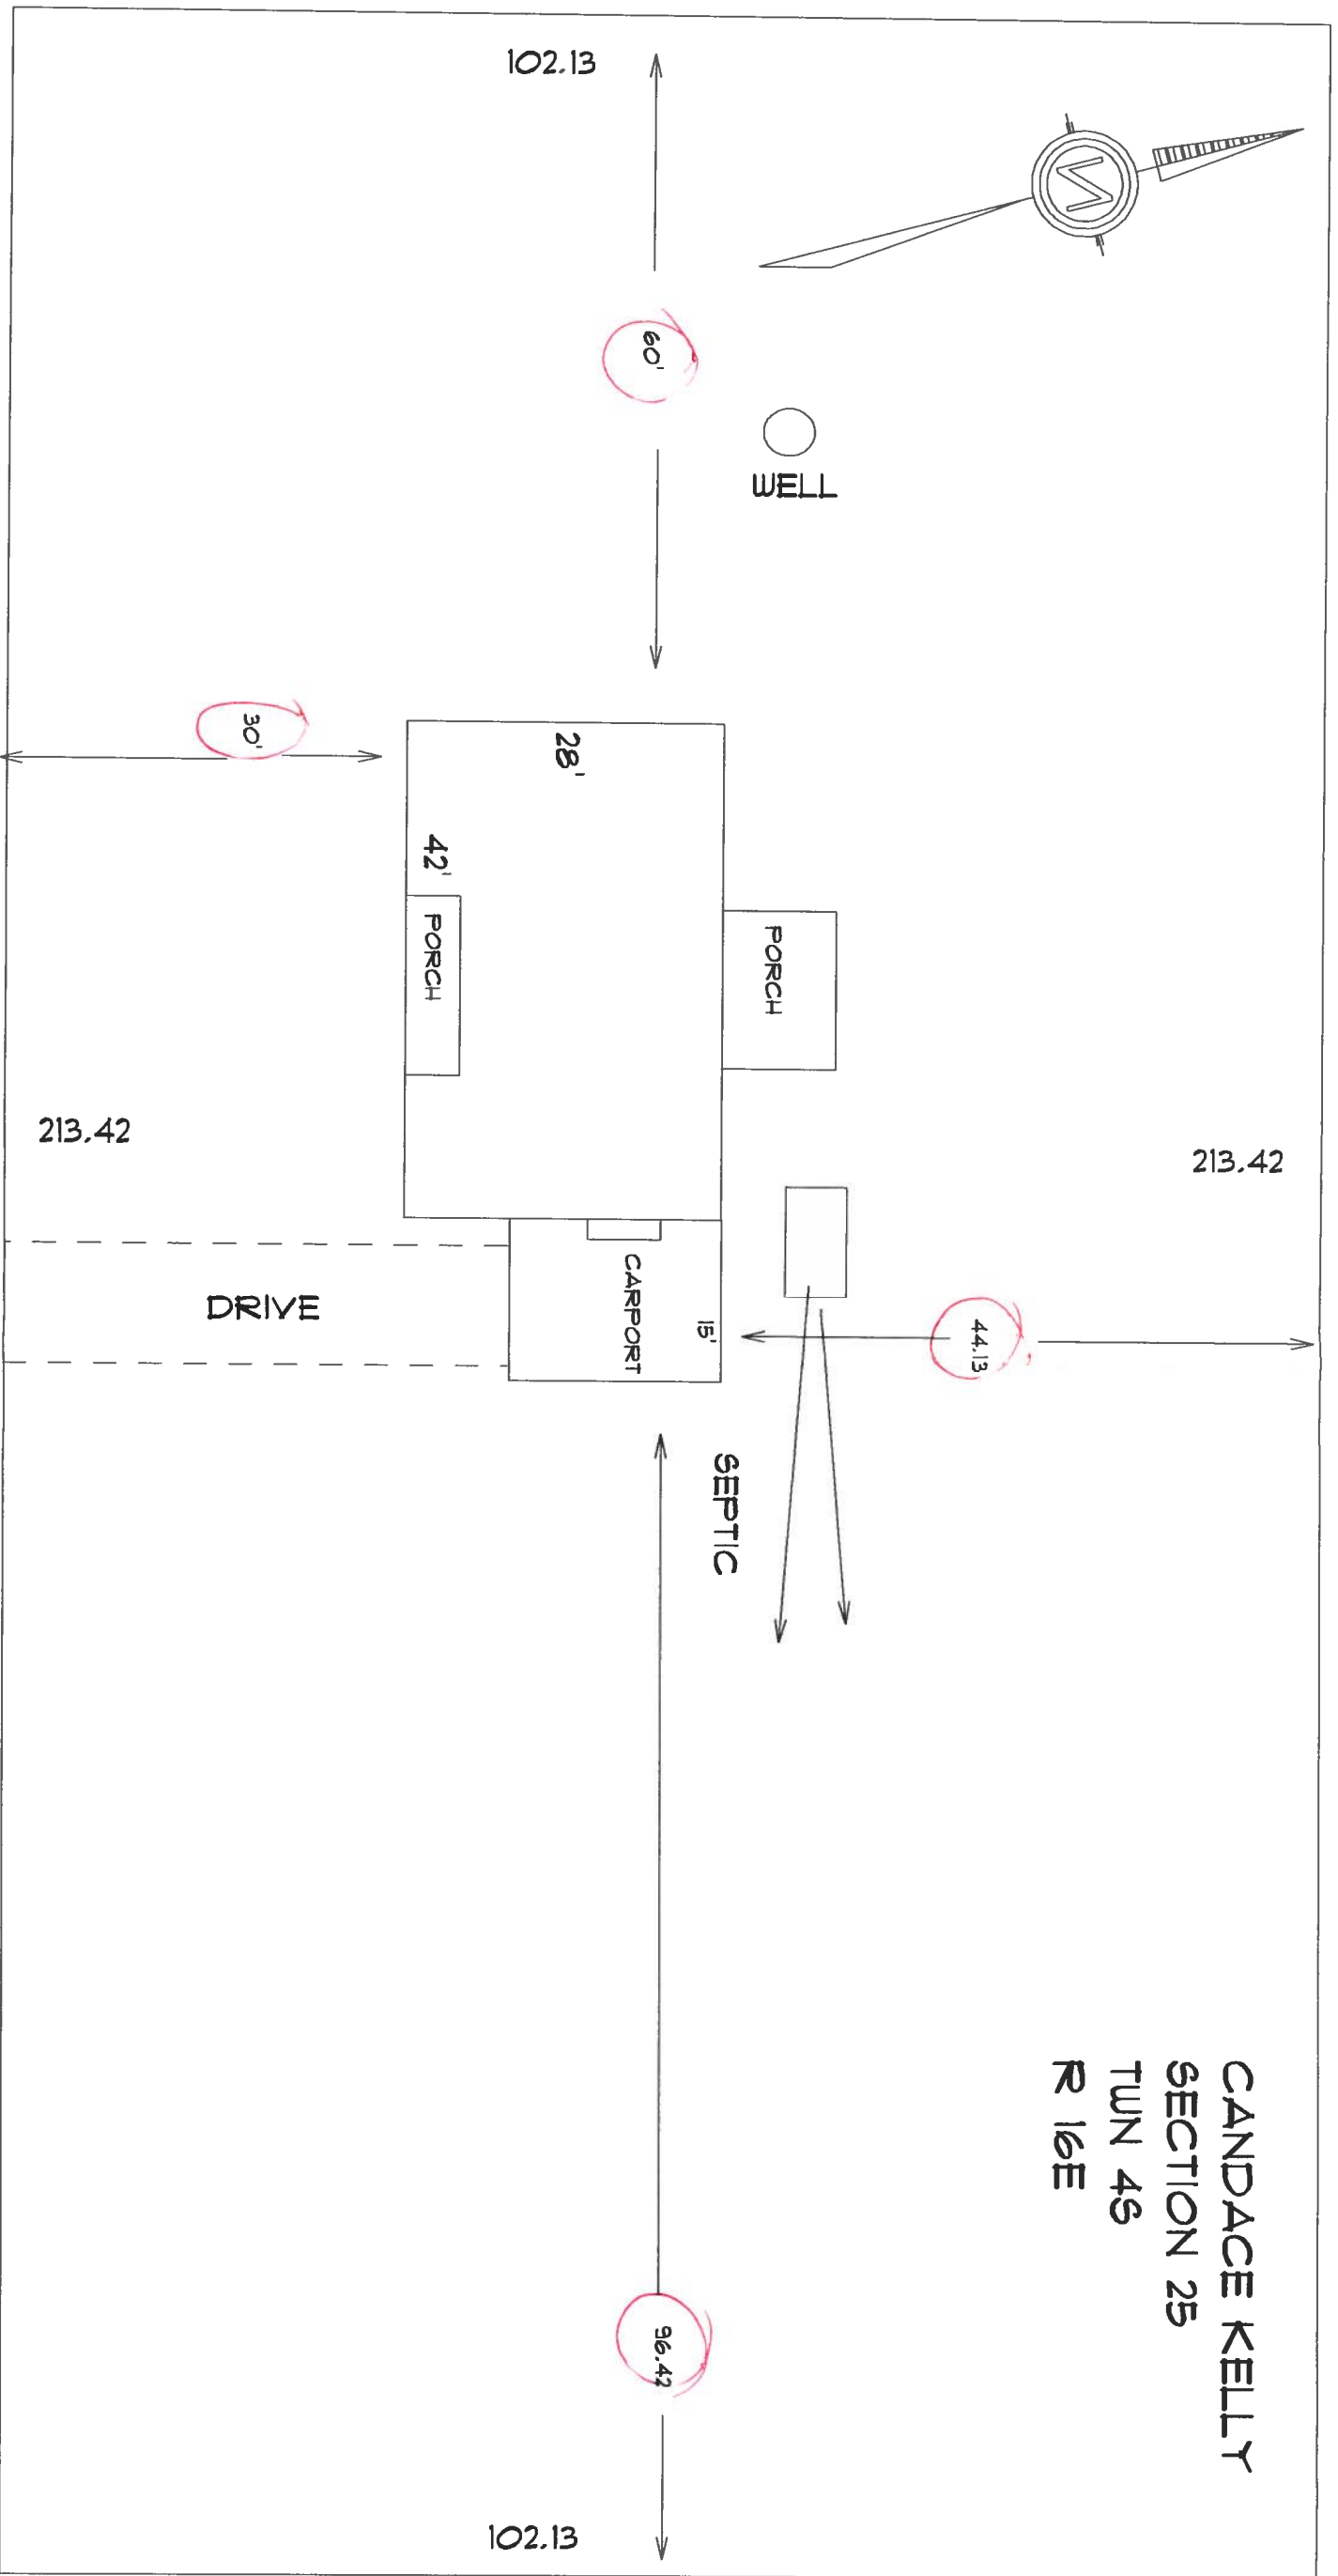 102.13
N
60'
WELL
30'
28'
42'
PORCH
PORCH
213.42
213.42
DRIVE
CARPORT
15'
44.13
SEPTIC
CANDACE KELLY
SECTION 25
TWN 4S
R 16E
96.42
102.13